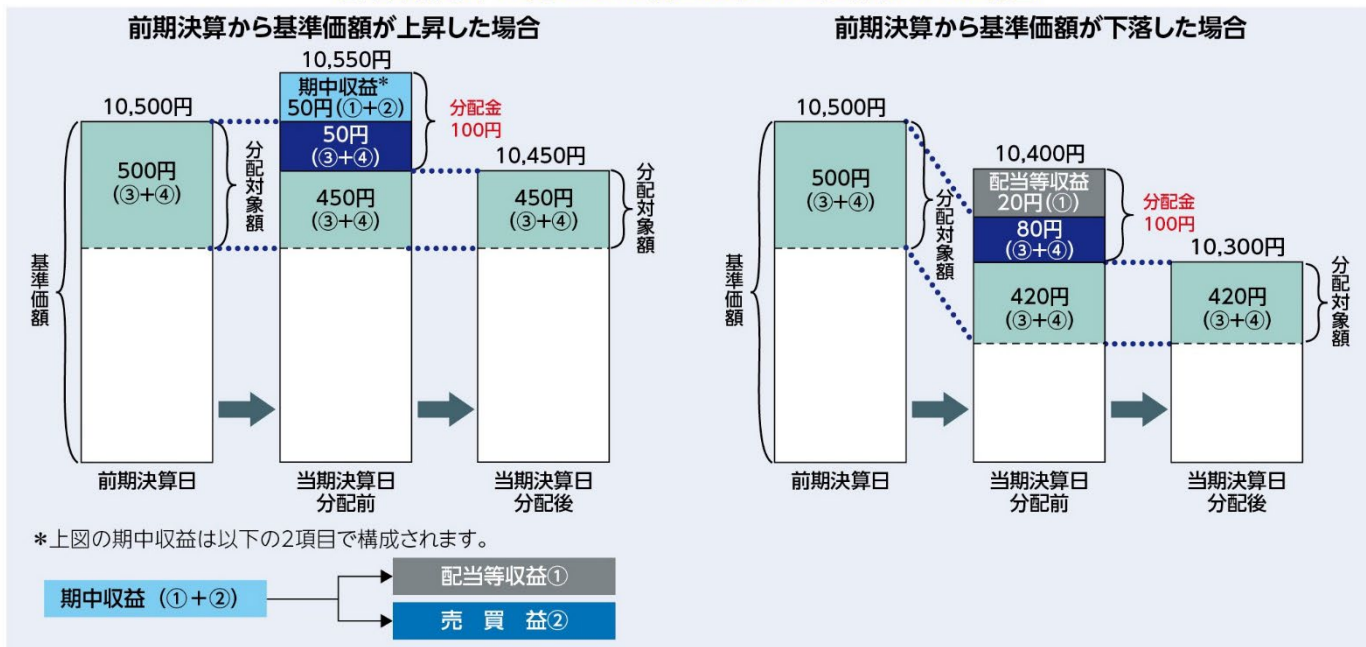 前期決算から基準価額が上昇した場合
10,500円
500円
(③+④)
分配対象額
基準価額
前期決算日
10,550円
期中収益*
50円(①+②)
50円
(③+④)
450円
(③+④)
分配金
100円
当期決算日
分配前
10,450円
450円
(③+④)
分配対象額
当期決算日
分配後
*上図の期中収益は以下の2項目で構成されます。
期中収益(①+②)
配当等収益①
売買益②
前期決算から基準価額が下落した場合
10,500円
500円
(③+④)
分配対象額
基準価額
前期決算日
10,400円
配当等収益
20円(①)
80円
(③+④)
420円
(③+④)
分配金
100円
当期決算日
分配前
10,300円
420円
(③+④)
分配対象額
当期決算日
分配後